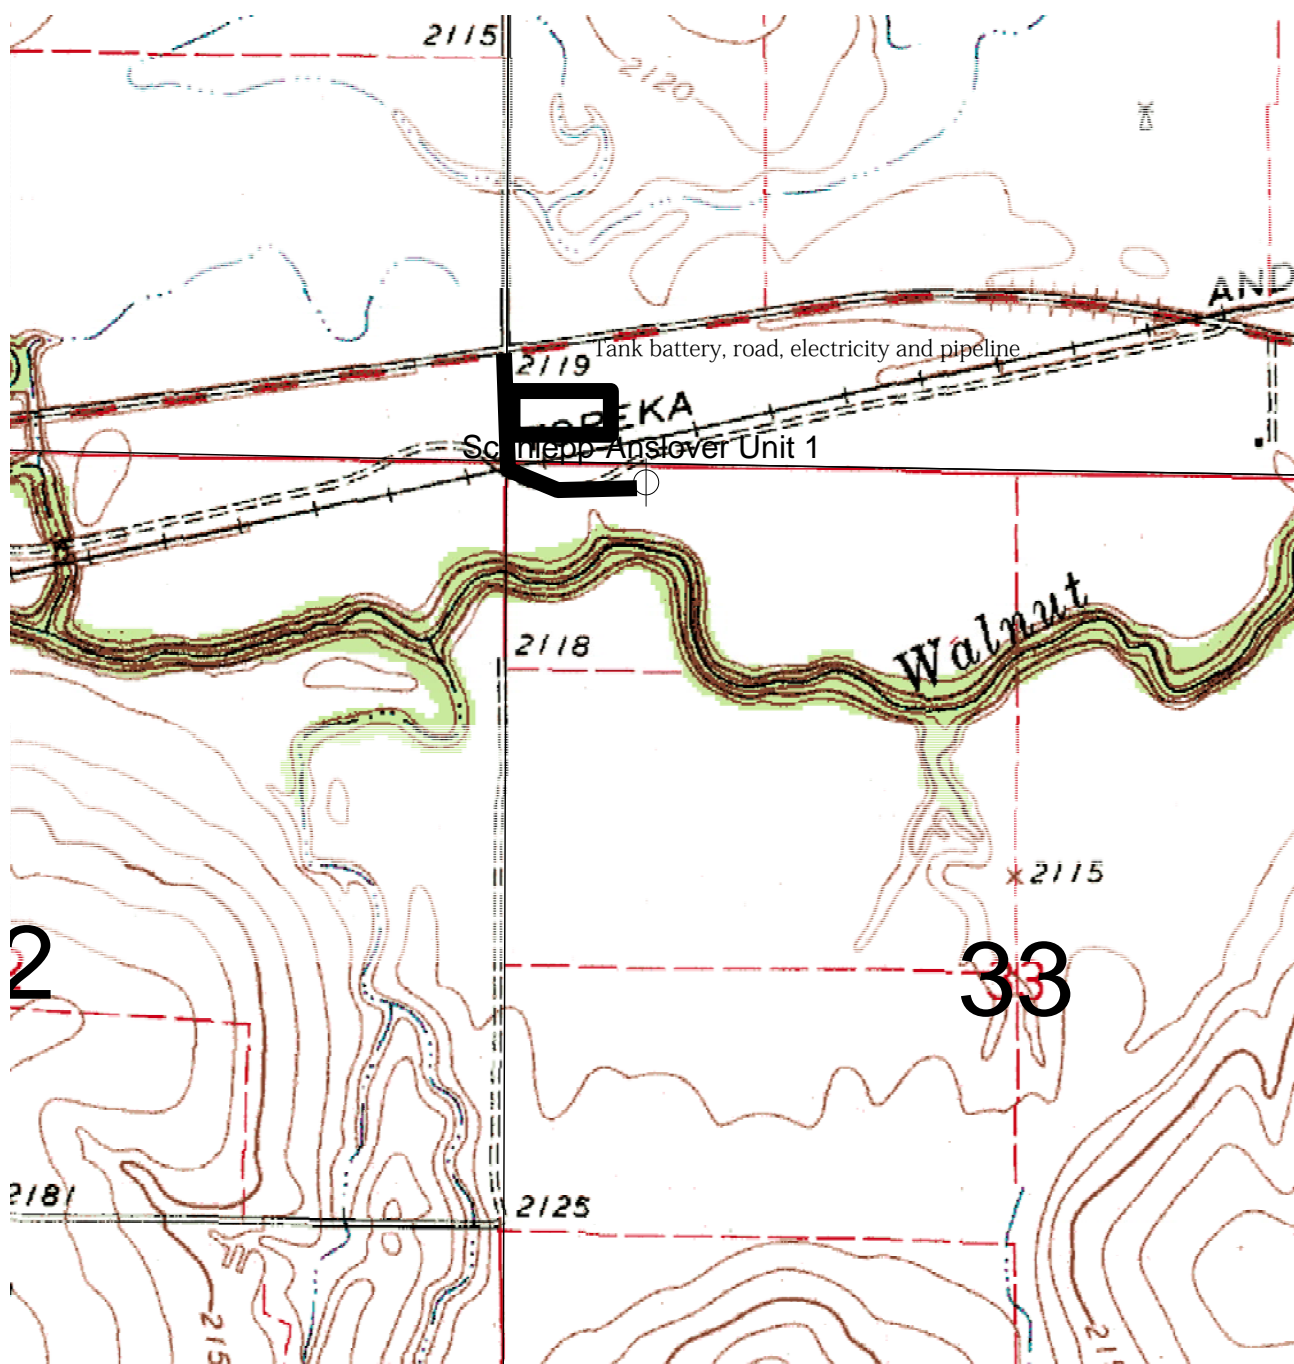 2115
2120
AND
Tank battery, road, electricity and pipeline
2119
Schlepp-Anslover Unit 1
2118
Walnut
2115
33
2
2181
2125